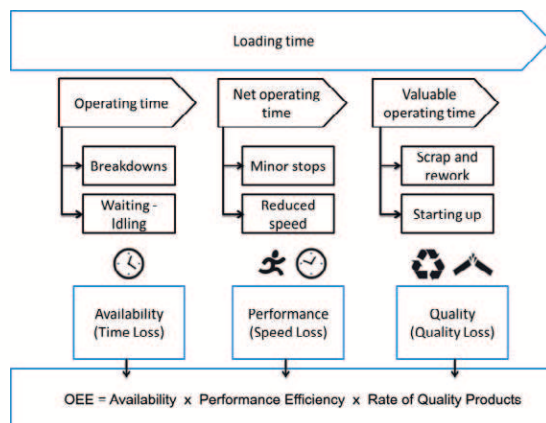 Loading time
Operating time
Net operating
time
Valuable
operating time
Breakdowns
Minor stops
Scrap and
rework
Waiting -
Idling
Reduced
speed
Starting up
Availability
(Time Loss)
Performance
(Speed Loss)
Quality
(Quality Loss)
OEE = Availability x Performance Efficiency x Rate of Quality Products